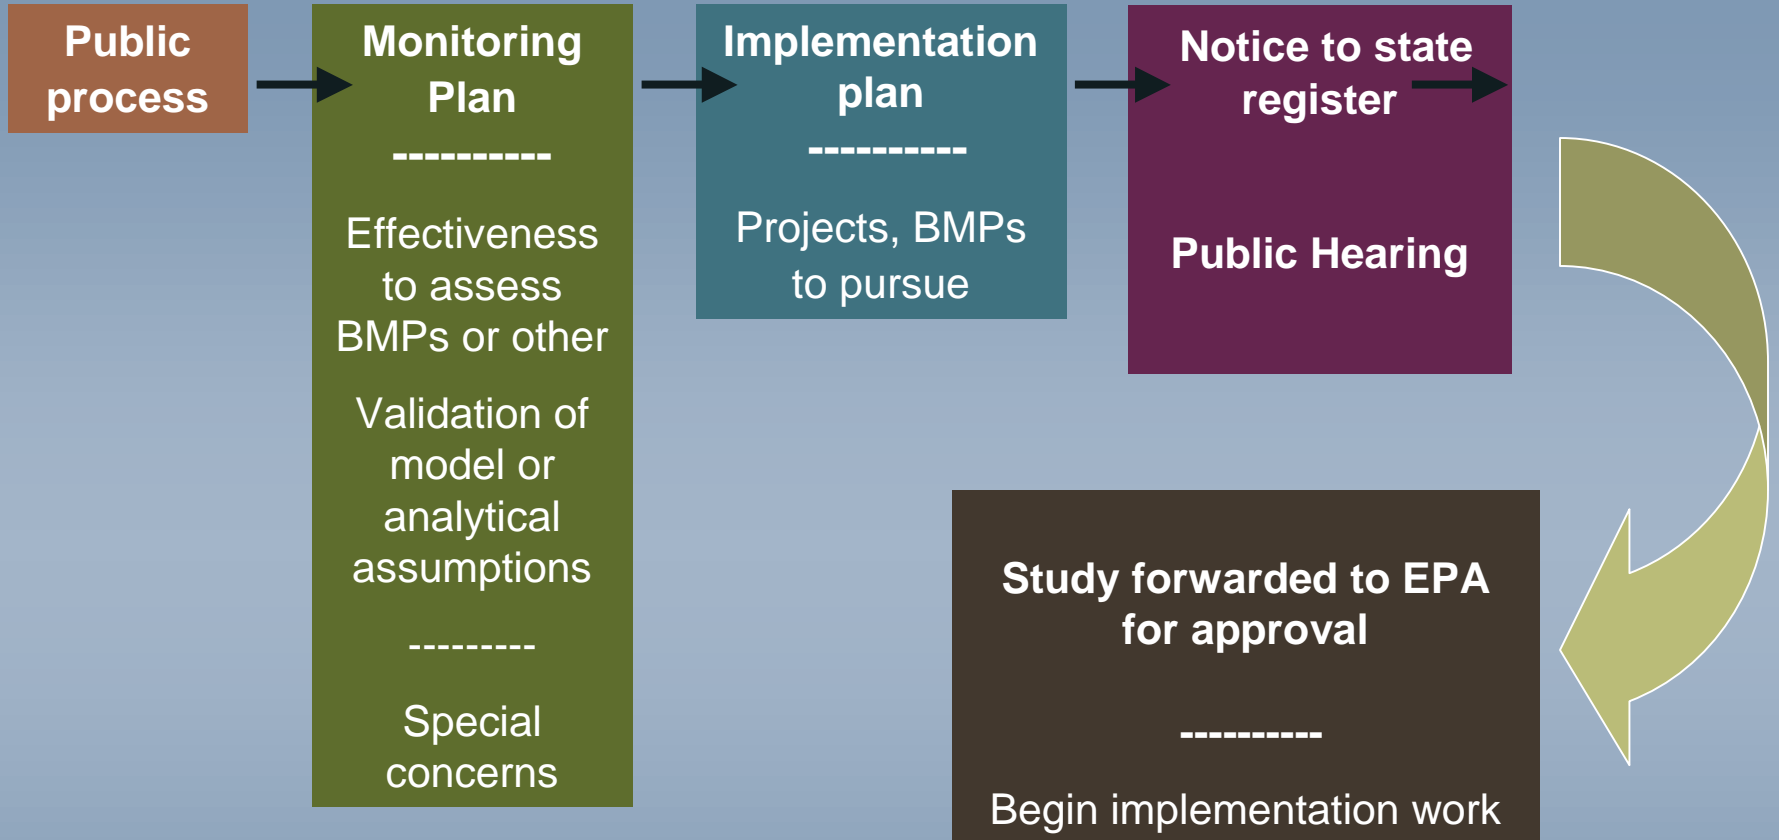 Public
process
Monitoring
Plan
----------
Effectiveness
to assess
BMPs or other
Validation of
model or
analytical
assumptions
---------
Special
concerns
Implementation
plan
----------
Projects, BMPs
to pursue
Notice to state
register
Public Hearing
Study forwarded to EPA
for approval
---------
Begin implementation work